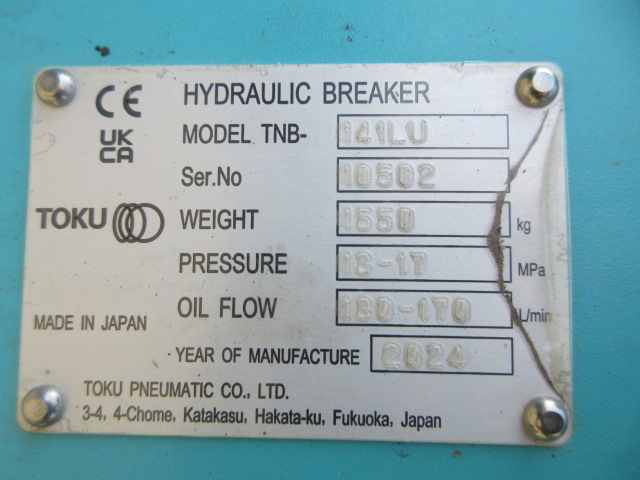 CE HYDRAULIC BREAKER
UK CA MODEL TNB- 141LU
Ser.No 10502
TOKU WEIGHT 1550 kg
PRESSURE 13-17 MPa
OIL FLOW 130-170 L/min
MADE IN JAPAN
YEAR OF MANUFACTURE 2024
TOKU PNEUMATIC CO., LTD.
3-4, 4-Chome, Katakasu, Hakata-ku, Fukuoka, Japan